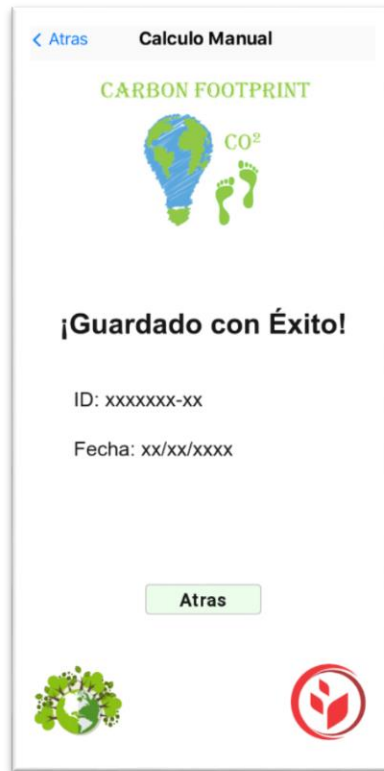 Atras
Calculo Manual
CARBON FOOTPRINT
CO²
¡Guardado con Éxito!
ID: xxxxxxx-xx
Fecha: xx/xx/xxxx
Atras